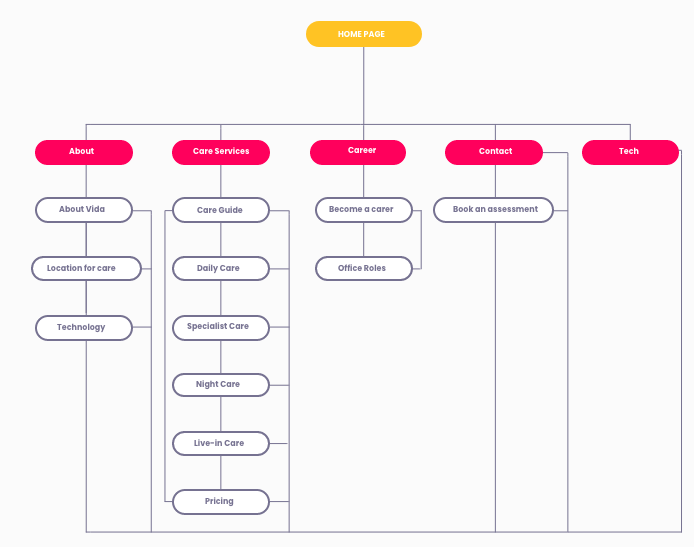 HOME PAGE
About
Care Services
Career
Contact
Tech
About Vida
Care Guide
Become a carer
Book an assessment
Location for care
Daily Care
Office Roles
Technology
Specialist Care
Night Care
Live-in Care
Pricing